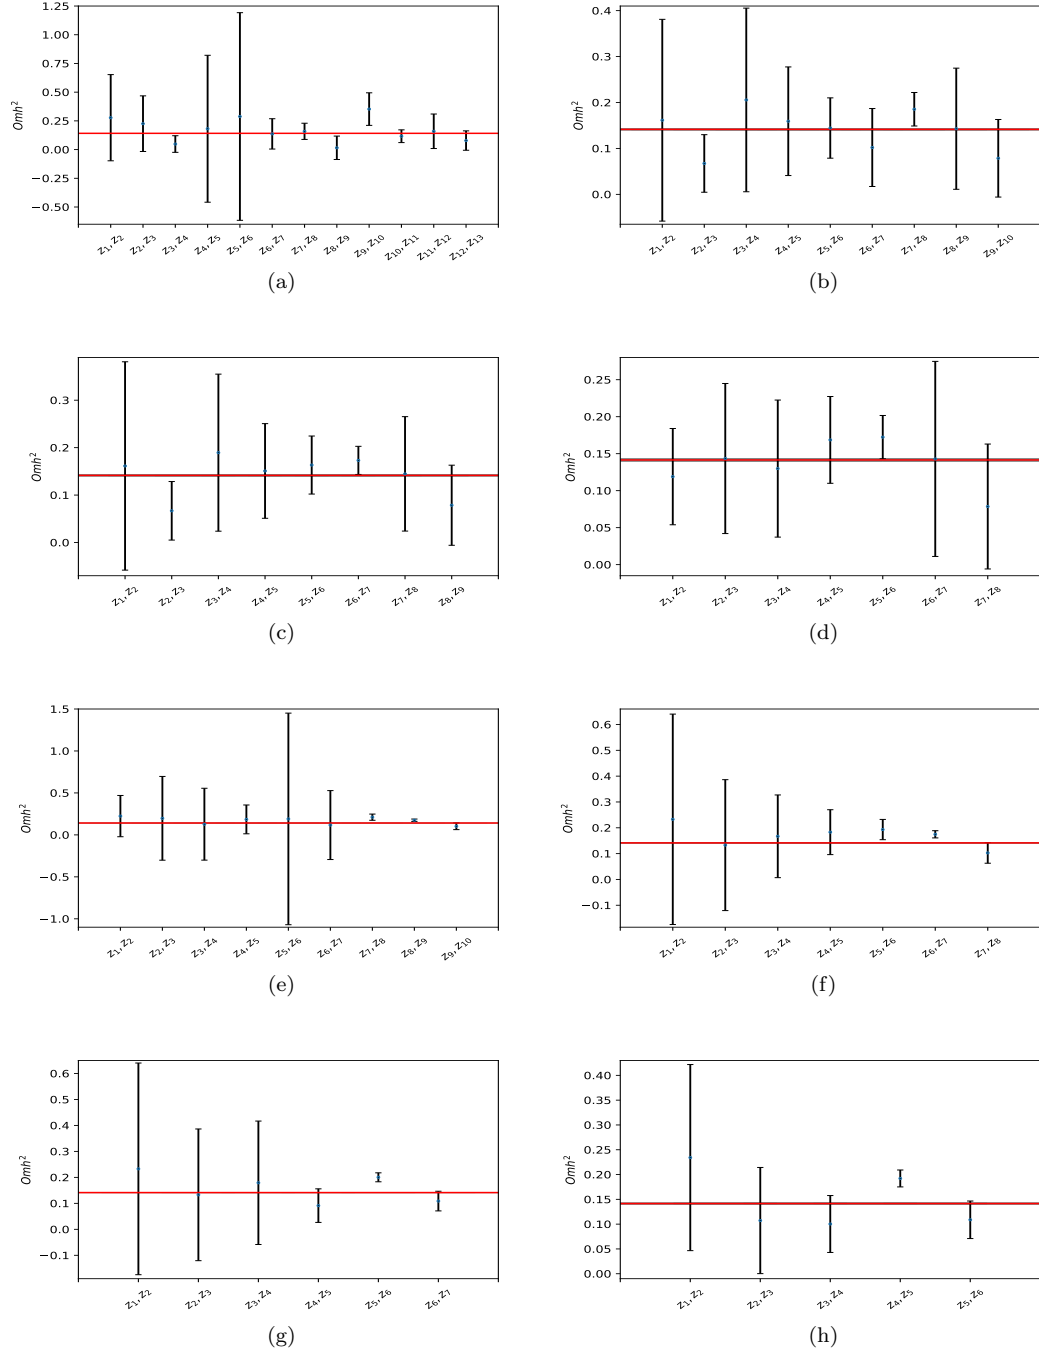 1.25
1.00
0.75
0.50
0.25
0.00
−0.25
−0.50
Omh²
z₁,z₂ z₂,z₃ z₃,z₄ z₄,z₅ z₅,z₆ z₆,z₇ z₇,z₈ z₈,z₉ z₉,z₁₀ z₁₀,z₁₁ z₁₁,z₁₂ z₁₂,z₁₃
(a)
0.4
0.3
0.2
0.1
0.0
Omh²
z₁,z₂ z₂,z₃ z₃,z₄ z₄,z₅ z₅,z₆ z₆,z₇ z₇,z₈ z₈,z₉ z₉,z₁₀
(b)
0.3
0.2
0.1
0.0
Omh²
z₁,z₂ z₂,z₃ z₃,z₄ z₄,z₅ z₅,z₆ z₆,z₇ z₇,z₈ z₈,z₉
(c)
0.25
0.20
0.15
0.10
0.05
0.00
Omh²
z₁,z₂ z₂,z₃ z₃,z₄ z₄,z₅ z₅,z₆ z₆,z₇ z₇,z₈
(d)
1.5
1.0
0.5
0.0
−0.5
−1.0
Omh²
z₁,z₂ z₂,z₃ z₃,z₄ z₄,z₅ z₅,z₆ z₆,z₇ z₇,z₈ z₈,z₉ z₉,z₁₀
(e)
0.6
0.5
0.4
0.3
0.2
0.1
0.0
−0.1
Omh²
z₁,z₂ z₂,z₃ z₃,z₄ z₄,z₅ z₅,z₆ z₆,z₇ z₇,z₈
(f)
0.6
0.5
0.4
0.3
0.2
0.1
0.0
−0.1
Omh²
z₁,z₂ z₂,z₃ z₃,z₄ z₄,z₅ z₅,z₆ z₆,z₇
(g)
0.40
0.35
0.30
0.25
0.20
0.15
0.10
0.05
0.00
Omh²
z₁,z₂ z₂,z₃ z₃,z₄ z₄,z₅ z₅,z₆
(h)